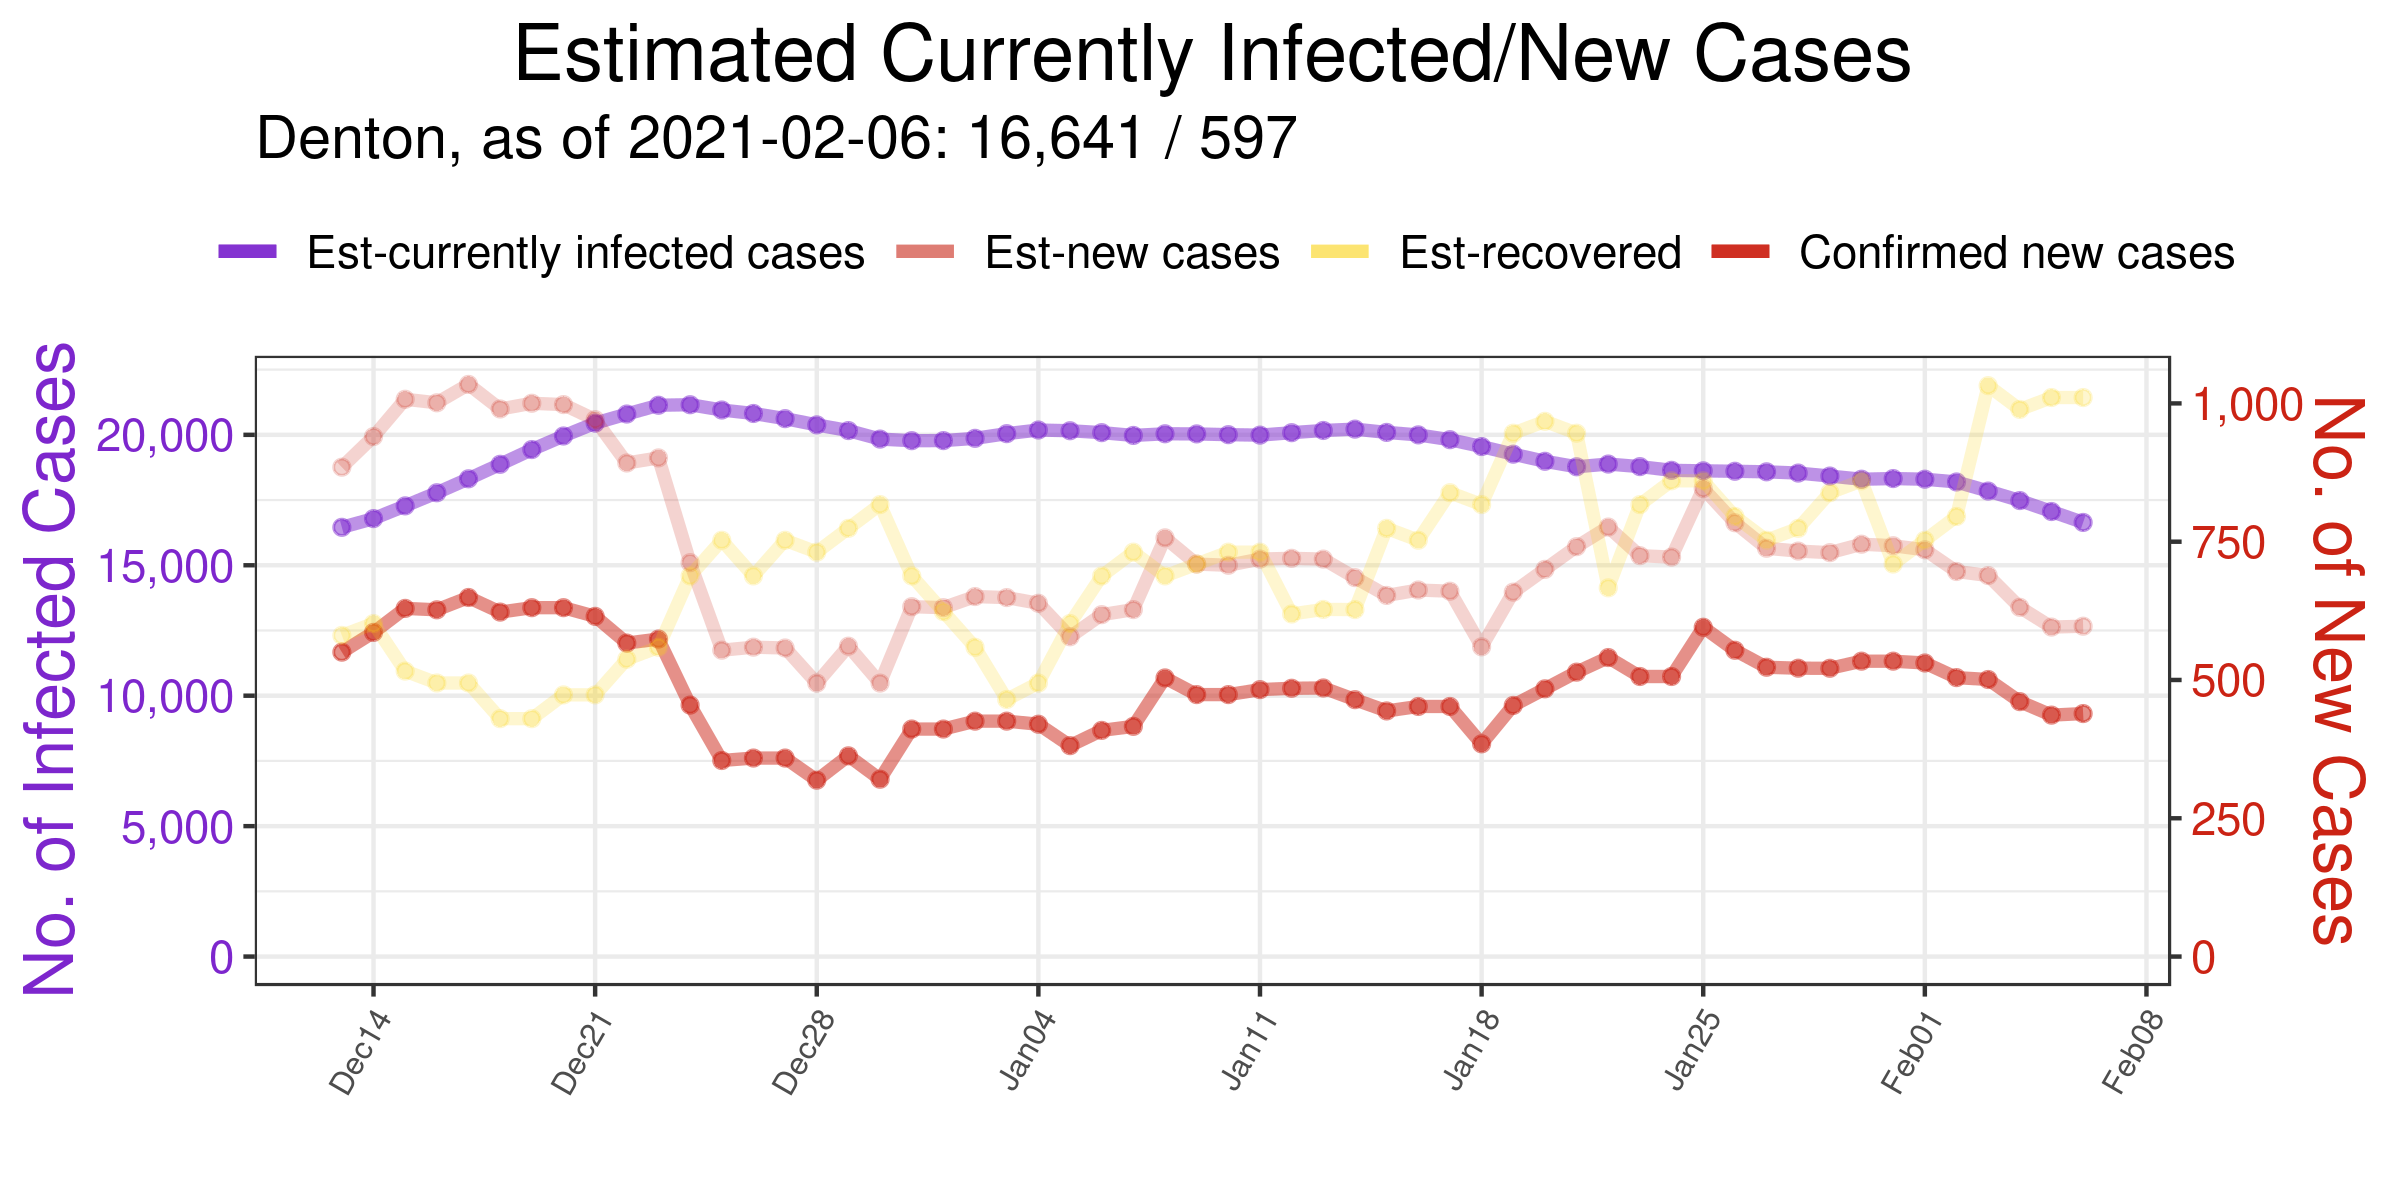 Estimated Currently Infected/New Cases
Denton, as of 2021-02-06: 16,641 / 597
Est-currently infected cases Est-new cases Est-recovered Confirmed new cases
No. of Infected Cases
20,000
15,000
10,000
5,000
0
1,000
750
500
250
0
No. of New Cases
Dec14 Dec21 Dec28 Jan04 Jan11 Jan18 Jan25 Feb01 Feb08